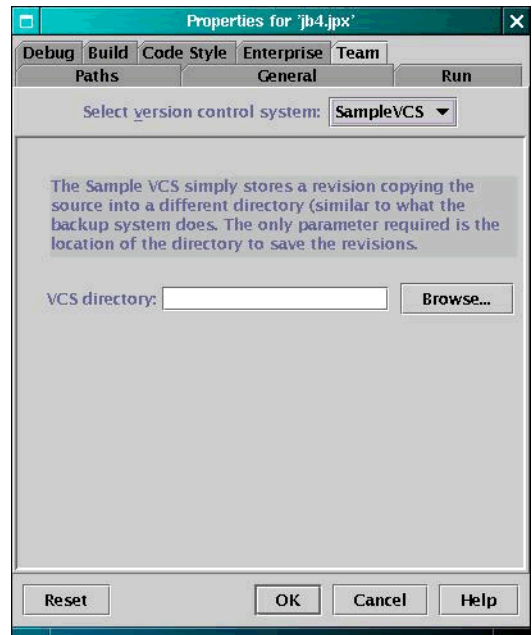 Properties for 'jb4.jpx'
Debug Build Code Style Enterprise Team
Paths General Run
Select version control system: SampleVCS
The Sample VCS simply stores a revision copying the
source into a different directory (similar to what the
backup system does. The only parameter required is the
location of the directory to save the revisions.
VCS directory: Browse...
Reset OK Cancel Help